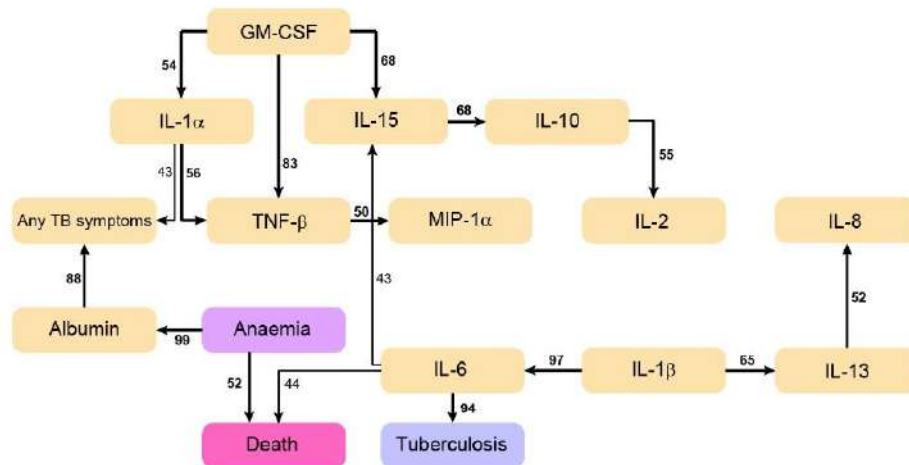 GM-CSF
54
68
IL-1α
IL-15
68
IL-10
43
56
83
55
Any TB symptoms
TNF-β
50
MIP-1α
IL-2
IL-8
88
43
52
Albumin
99
Anaemia
52
44
IL-6
97
IL-1β
65
IL-13
94
Death
Tuberculosis